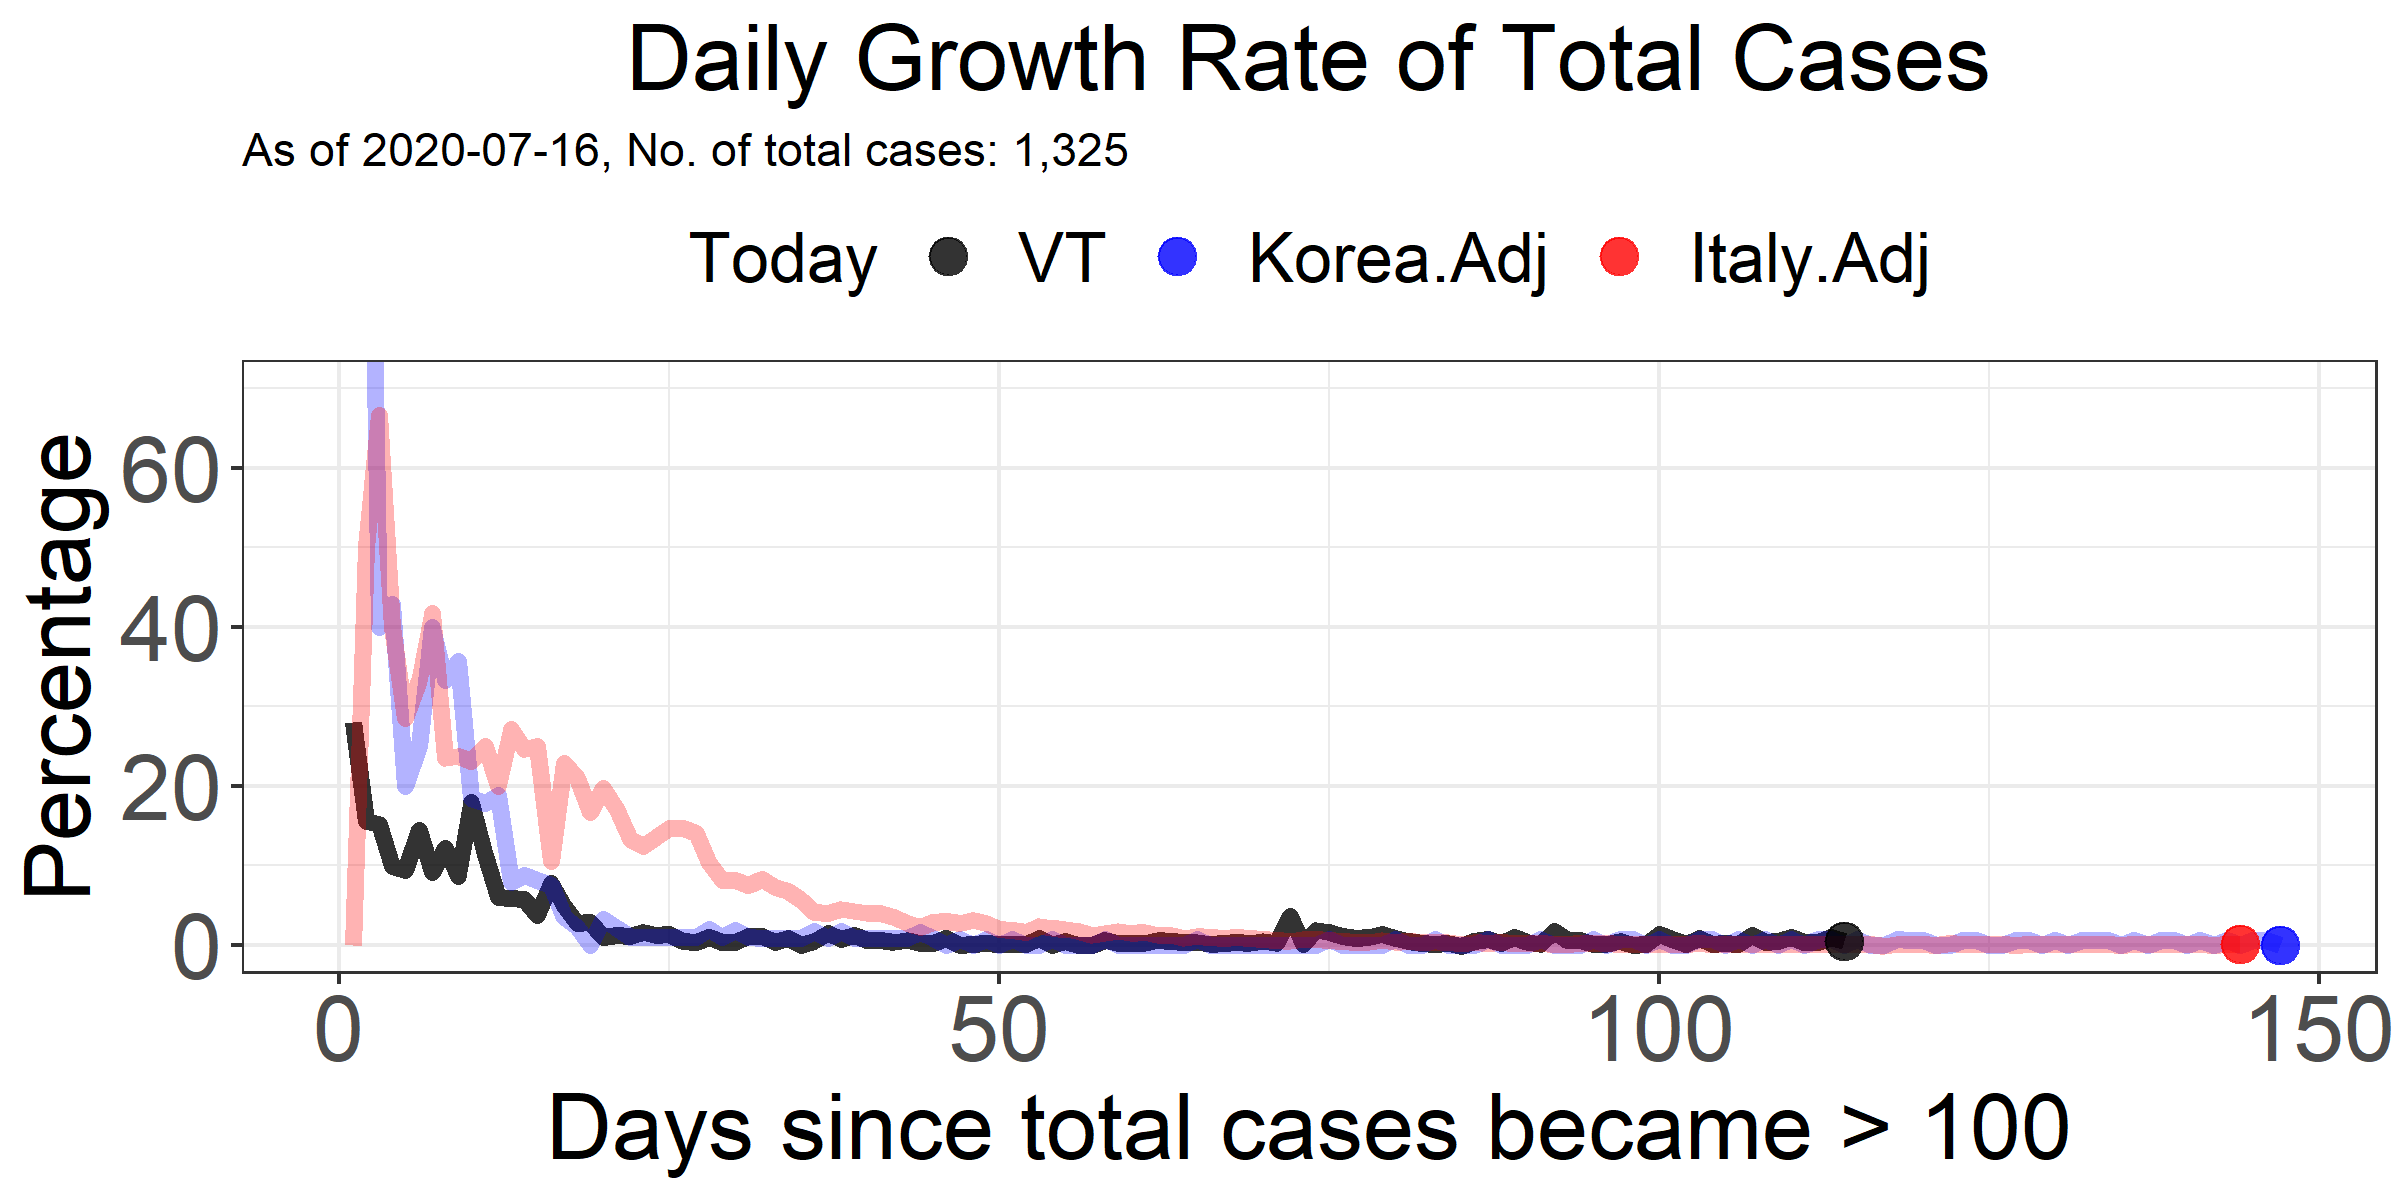 Daily Growth Rate of Total Cases
As of 2020-07-16, No. of total cases: 1,325
Today VT Korea.Adj Italy.Adj
Percentage
60
40
20
0
0 50 100 150
Days since total cases became > 100